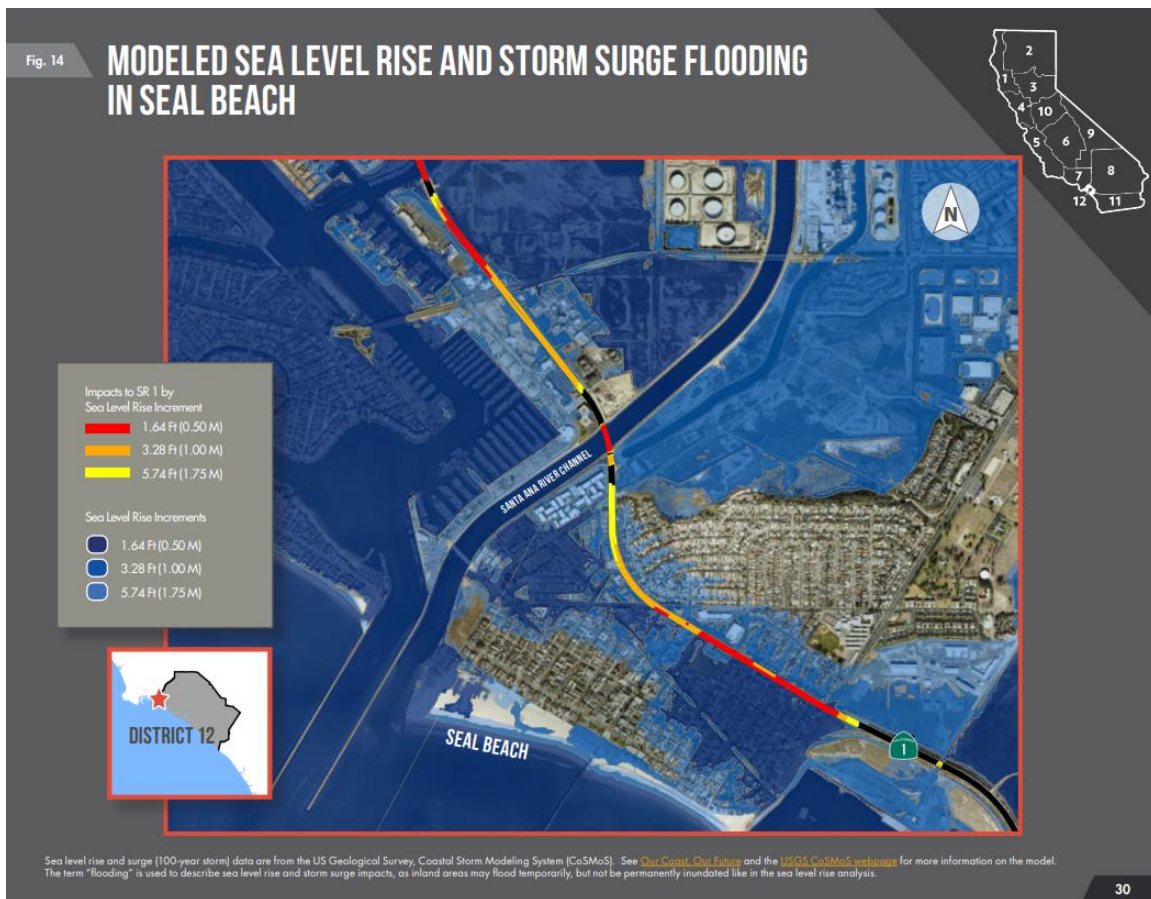 Fig. 14
MODELED SEA LEVEL RISE AND STORM SURGE FLOODING
IN SEAL BEACH
2
1
3
4
10
9
5
6
7
8
12
11
N
Impacts to SR 1 by
Sea Level Rise Increment
1.64 Ft (0.50 M)
3.28 Ft (1.00 M)
5.74 Ft (1.75 M)
Sea Level Rise Increments
1.64 Ft (0.50 M)
3.28 Ft (1.00 M)
5.74 Ft (1.75 M)
SANTA ANA RIVER CHANNEL
DISTRICT 12
SEAL BEACH
CALIFORNIA
1
Sea level rise and surge (100-year storm) data are from the US Geological Survey, Coastal Storm Modeling System (CoSMoS). See Our Coast, Our Future and the USGS CoSMoS webpage for more information on the model.
The term "flooding" is used to describe sea level rise and storm surge impacts, as inland areas may flood temporarily, but not be permanently inundated like in the sea level rise analysis.
30